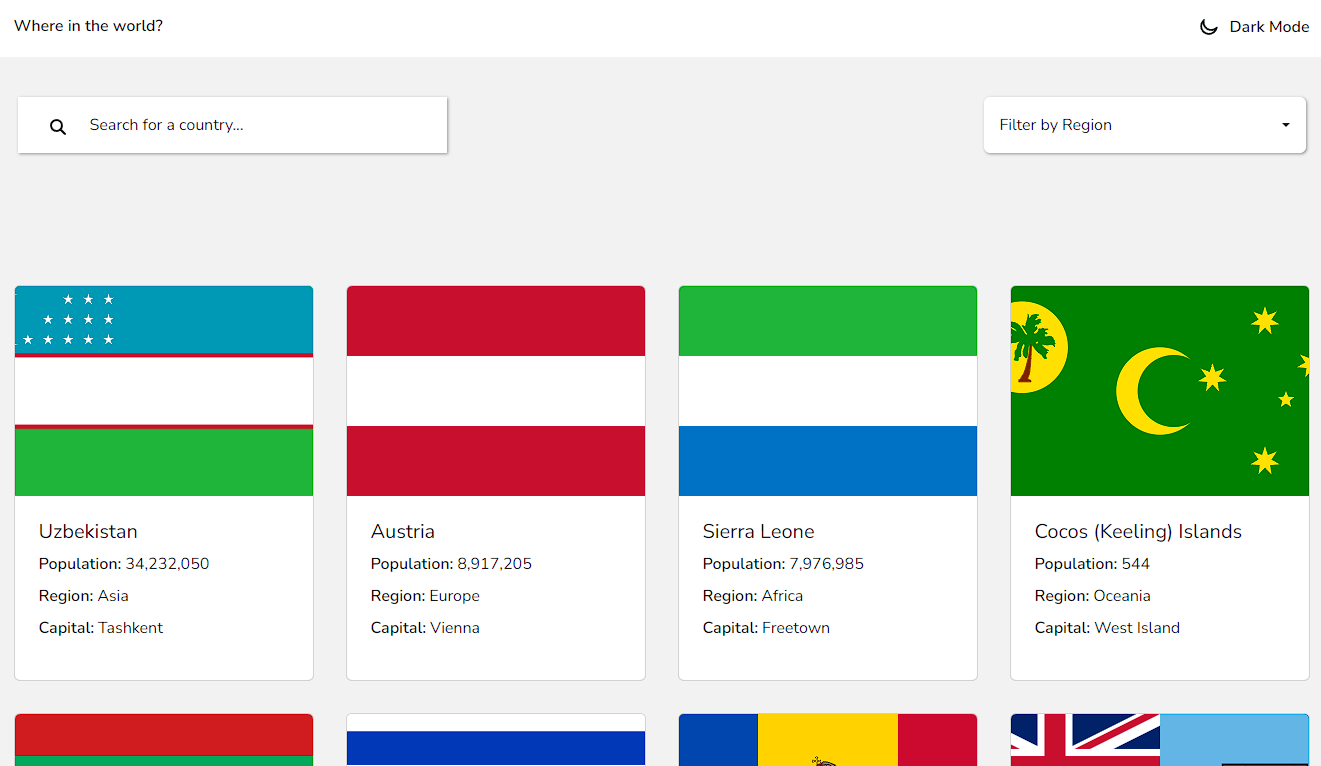 Where in the world?
Dark Mode
Search for a country...
Filter by Region
Uzbekistan
Population: 34,232,050
Region: Asia
Capital: Tashkent
Austria
Population: 8,917,205
Region: Europe
Capital: Vienna
Sierra Leone
Population: 7,976,985
Region: Africa
Capital: Freetown
Cocos (Keeling) Islands
Population: 544
Region: Oceania
Capital: West Island